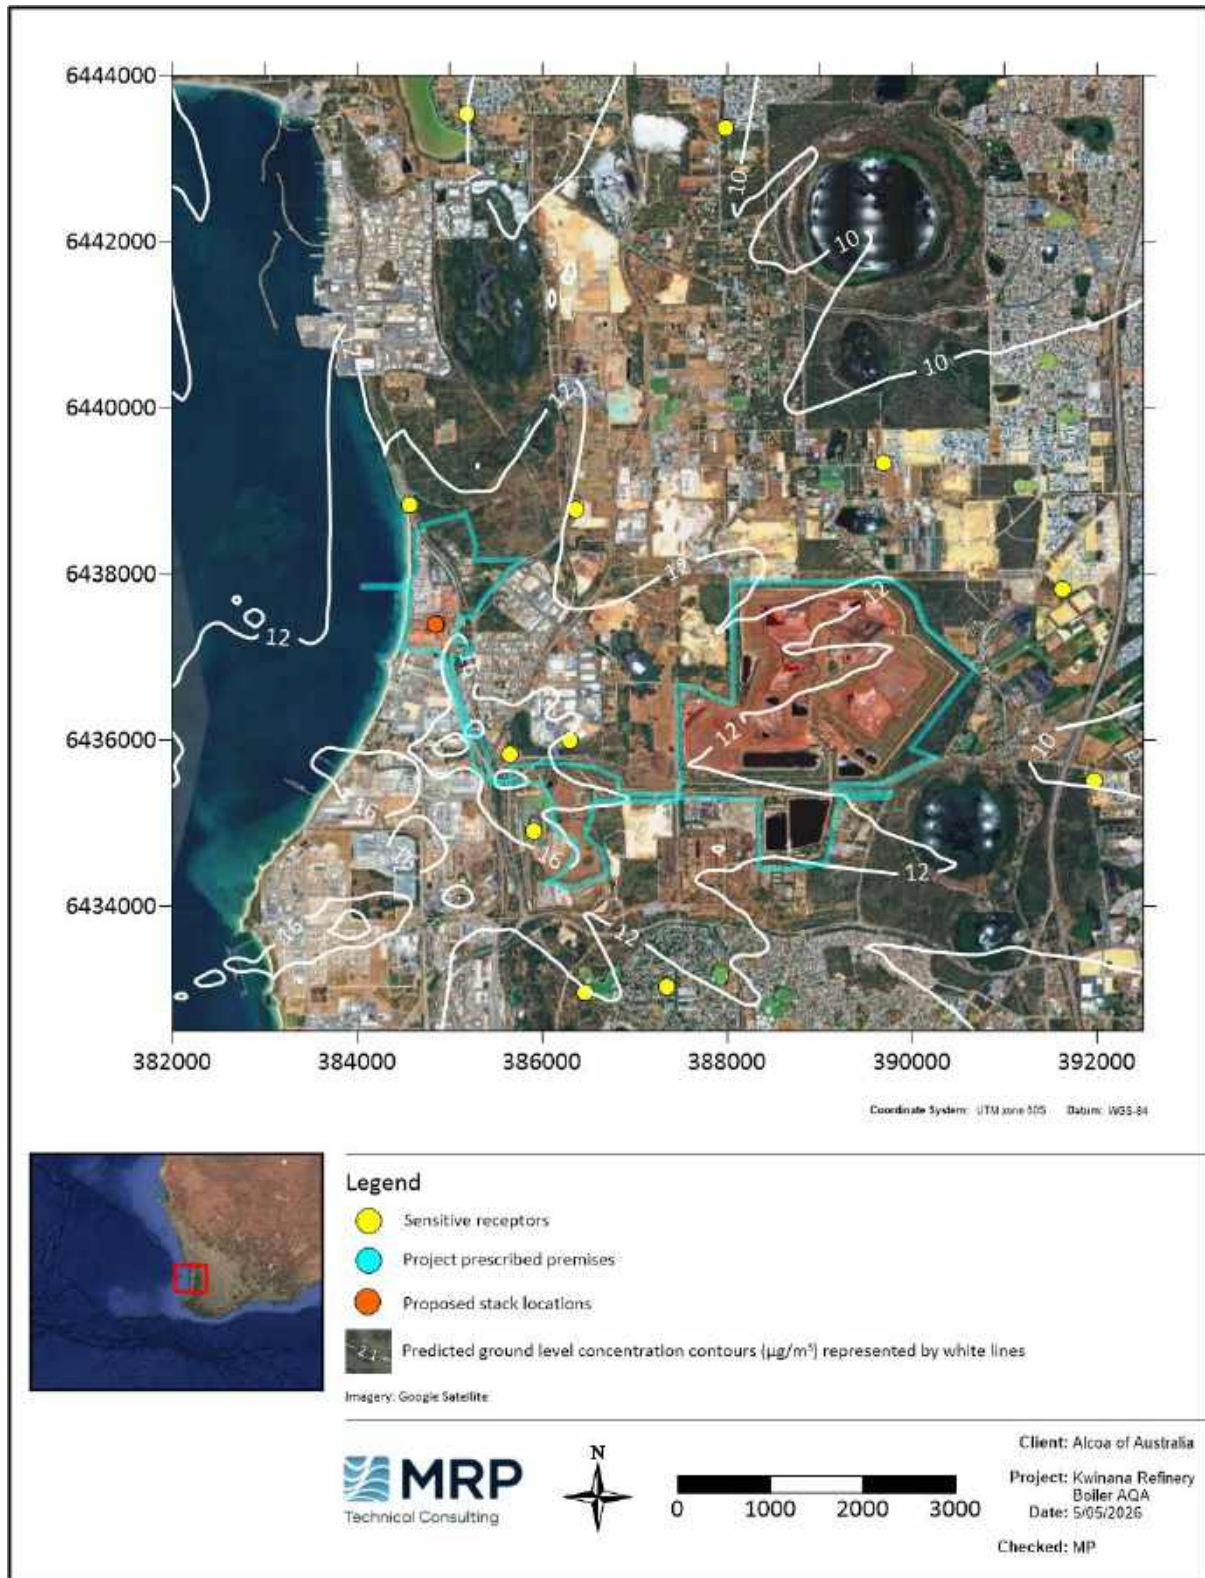 6444000
6442000
6440000
6438000
6436000
6434000
10
10
10
12
12
12
12
12
10
16
16
16
12
12
16
382000 384000 386000 388000 390000 392000
Coordinate System: UTM zone 50S Datum: WGS-84
Legend
Sensitive receptors
Project prescribed premises
Proposed stack locations
2.1
Predicted ground level concentration contours (µg/m³) represented by white lines
Imagery: Google Satellite
MRP
Technical Consulting
N
0 1000 2000 3000
Client: Alcoa of Australia
Project: Kwinana Refinery
Boiler AQA
Date: 5/05/2026
Checked: MP